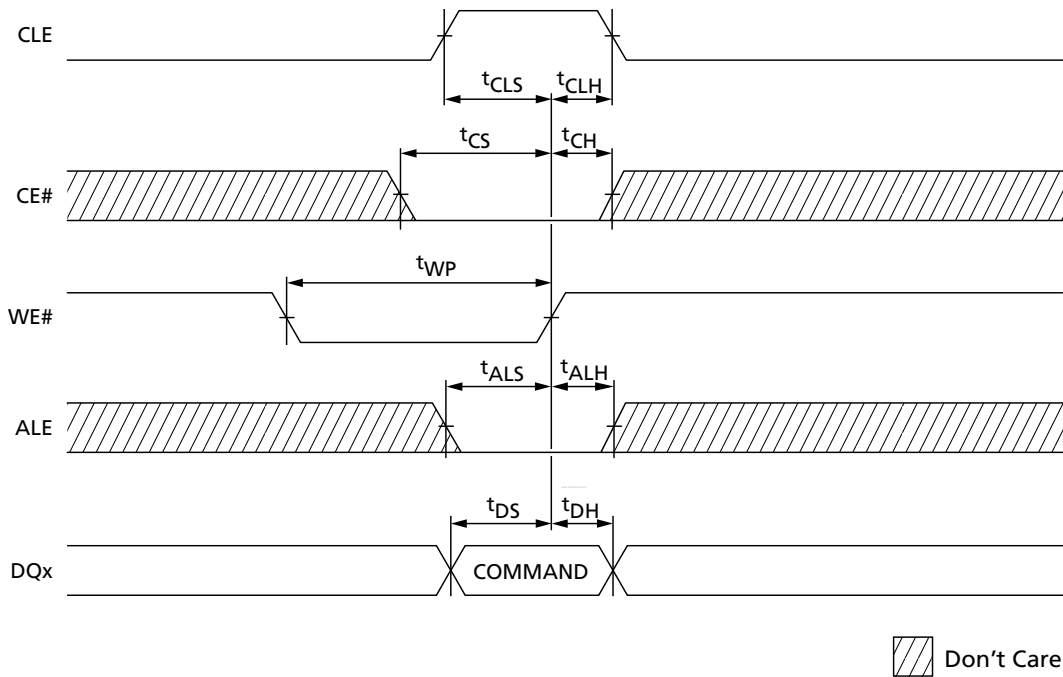 CLE
tCLS tCLH
tCS tCH
CE#
tWP
WE#
tALS tALH
ALE
tDS tDH
DQx COMMAND
Don't Care